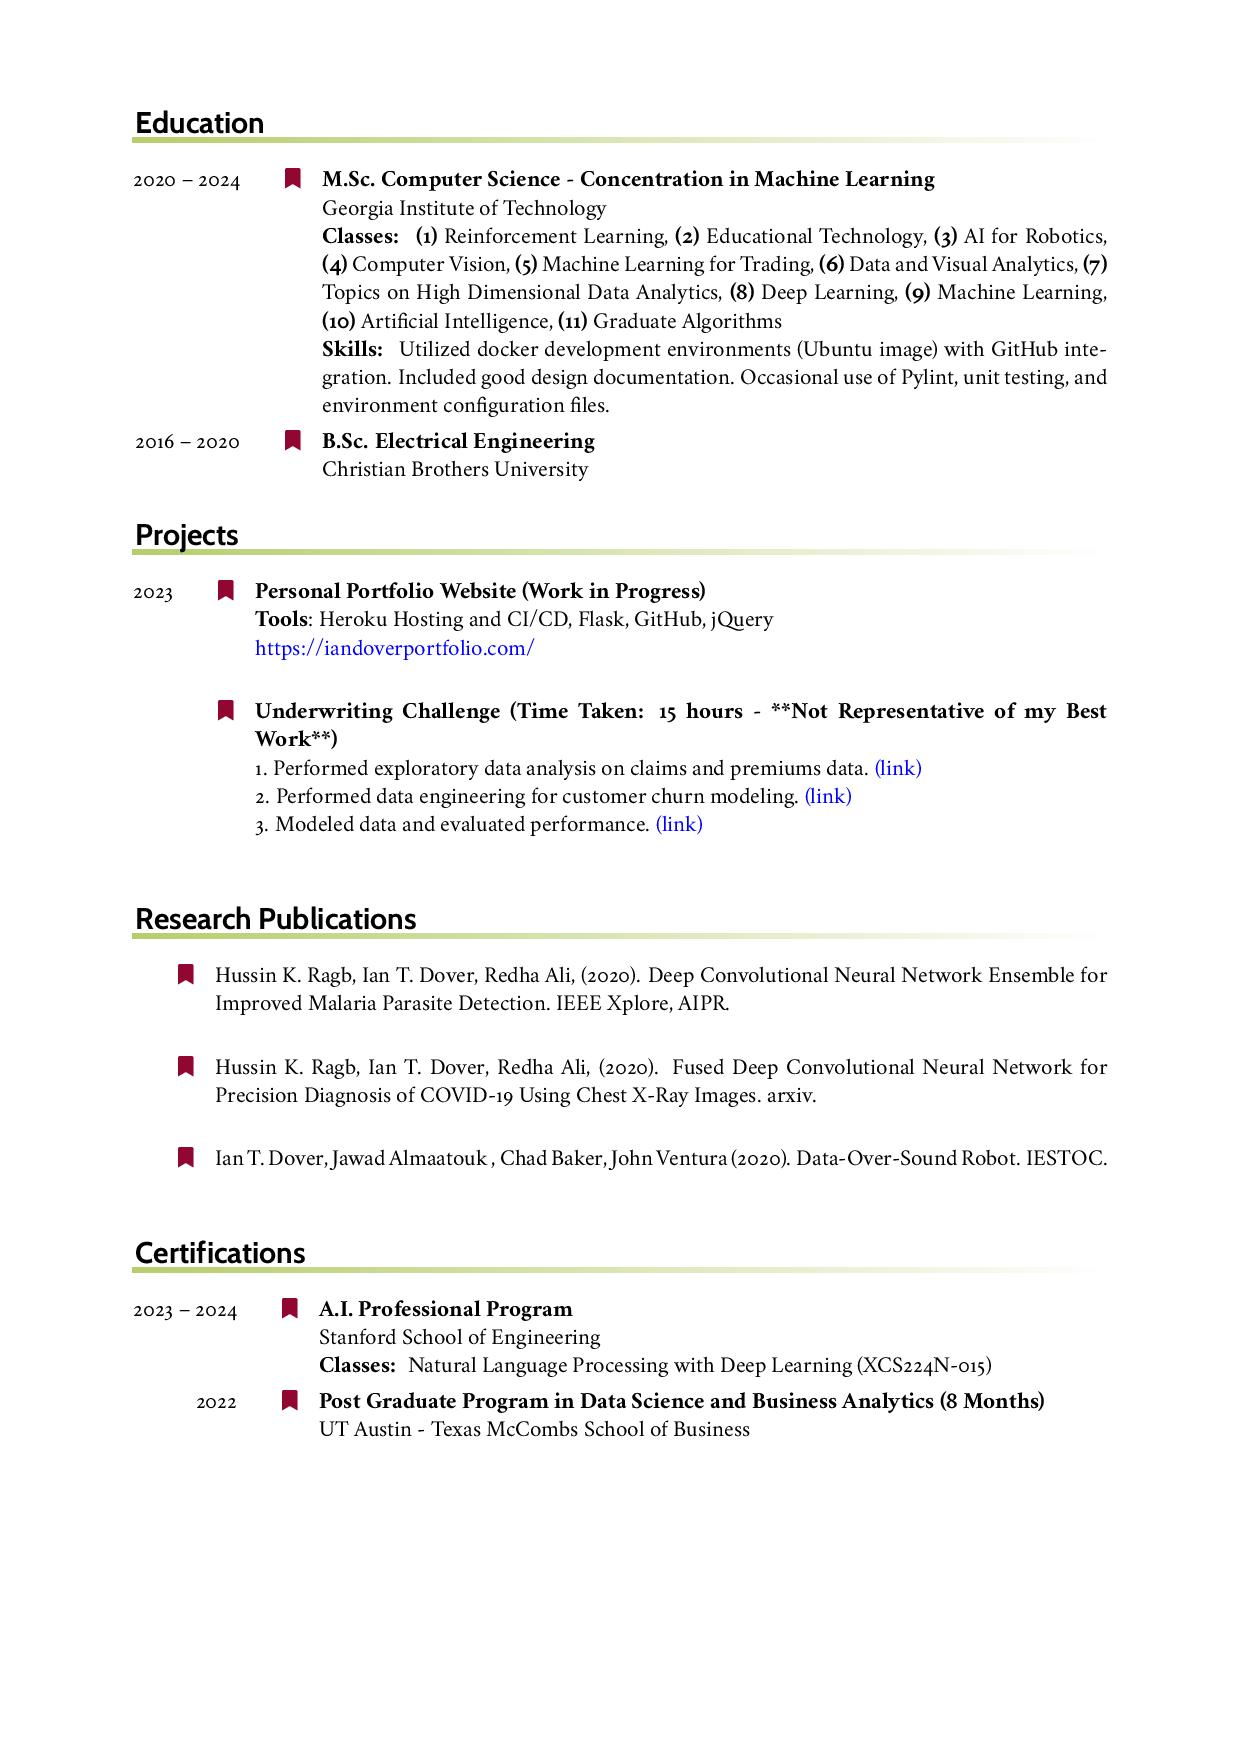 Education
2020 – 2024 M.Sc. Computer Science - Concentration in Machine Learning
Georgia Institute of Technology
Classes: (1) Reinforcement Learning, (2) Educational Technology, (3) AI for Robotics,
(4) Computer Vision, (5) Machine Learning for Trading, (6) Data and Visual Analytics, (7)
Topics on High Dimensional Data Analytics, (8) Deep Learning, (9) Machine Learning,
(10) Artificial Intelligence, (11) Graduate Algorithms
Skills: Utilized docker development environments (Ubuntu image) with GitHub inte-
gration. Included good design documentation. Occasional use of Pylint, unit testing, and
environment configuration files.
2016 – 2020 B.Sc. Electrical Engineering
Christian Brothers University
Projects
2023 Personal Portfolio Website (Work in Progress)
Tools: Heroku Hosting and CI/CD, Flask, GitHub, jQuery
https://iandoverportfolio.com/
Underwriting Challenge (Time Taken: 15 hours - **Not Representative of my Best
Work**)
1. Performed exploratory data analysis on claims and premiums data. (link)
2. Performed data engineering for customer churn modeling. (link)
3. Modeled data and evaluated performance. (link)
Research Publications
Hussin K. Ragb, Ian T. Dover, Redha Ali, (2020). Deep Convolutional Neural Network Ensemble for
Improved Malaria Parasite Detection. IEEE Xplore, AIPR.
Hussin K. Ragb, Ian T. Dover, Redha Ali, (2020). Fused Deep Convolutional Neural Network for
Precision Diagnosis of COVID-19 Using Chest X-Ray Images. arxiv.
Ian T. Dover, Jawad Almaatouk , Chad Baker, John Ventura (2020). Data-Over-Sound Robot. IESTOC.
Certifications
2023 – 2024 A.I. Professional Program
Stanford School of Engineering
Classes: Natural Language Processing with Deep Learning (XCS224N-015)
2022 Post Graduate Program in Data Science and Business Analytics (8 Months)
UT Austin - Texas McCombs School of Business